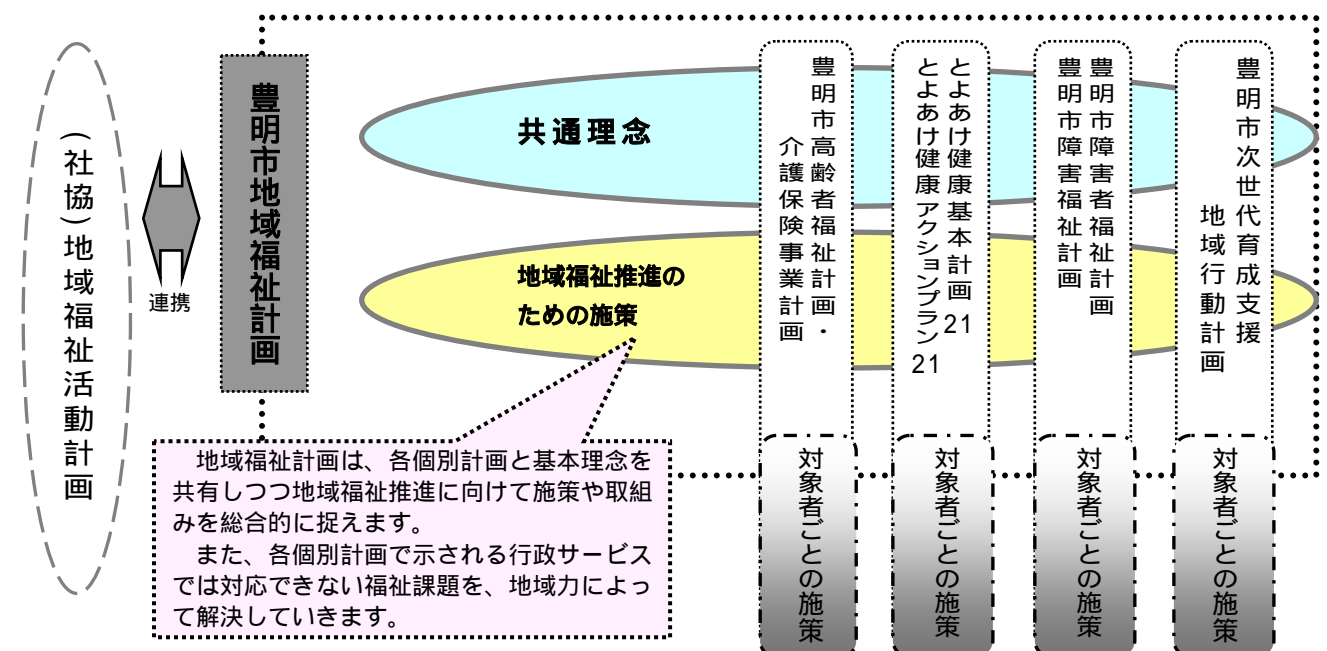 (社協)地域福祉活動計画
連携
豊明市地域福祉計画
共通理念
地域福祉推進の
ための施策
地域福祉計画は、各個別計画と基本理念を
共有しつつ地域福祉推進に向けて施策や取組
みを総合的に捉えます。
また、各個別計画で示される行政サービス
では対応できない福祉課題を、地域力によっ
て解決していきます。
豊明市高齢者福祉計画・
介護保険事業計画
対象者ごとの施策
とよあけ健康基本計画21
とよあけ健康アクションプラン21
対象者ごとの施策
豊明市障害者福祉計画
豊明市障害福祉計画
対象者ごとの施策
豊明市次世代育成支援
地域行動計画
対象者ごとの施策